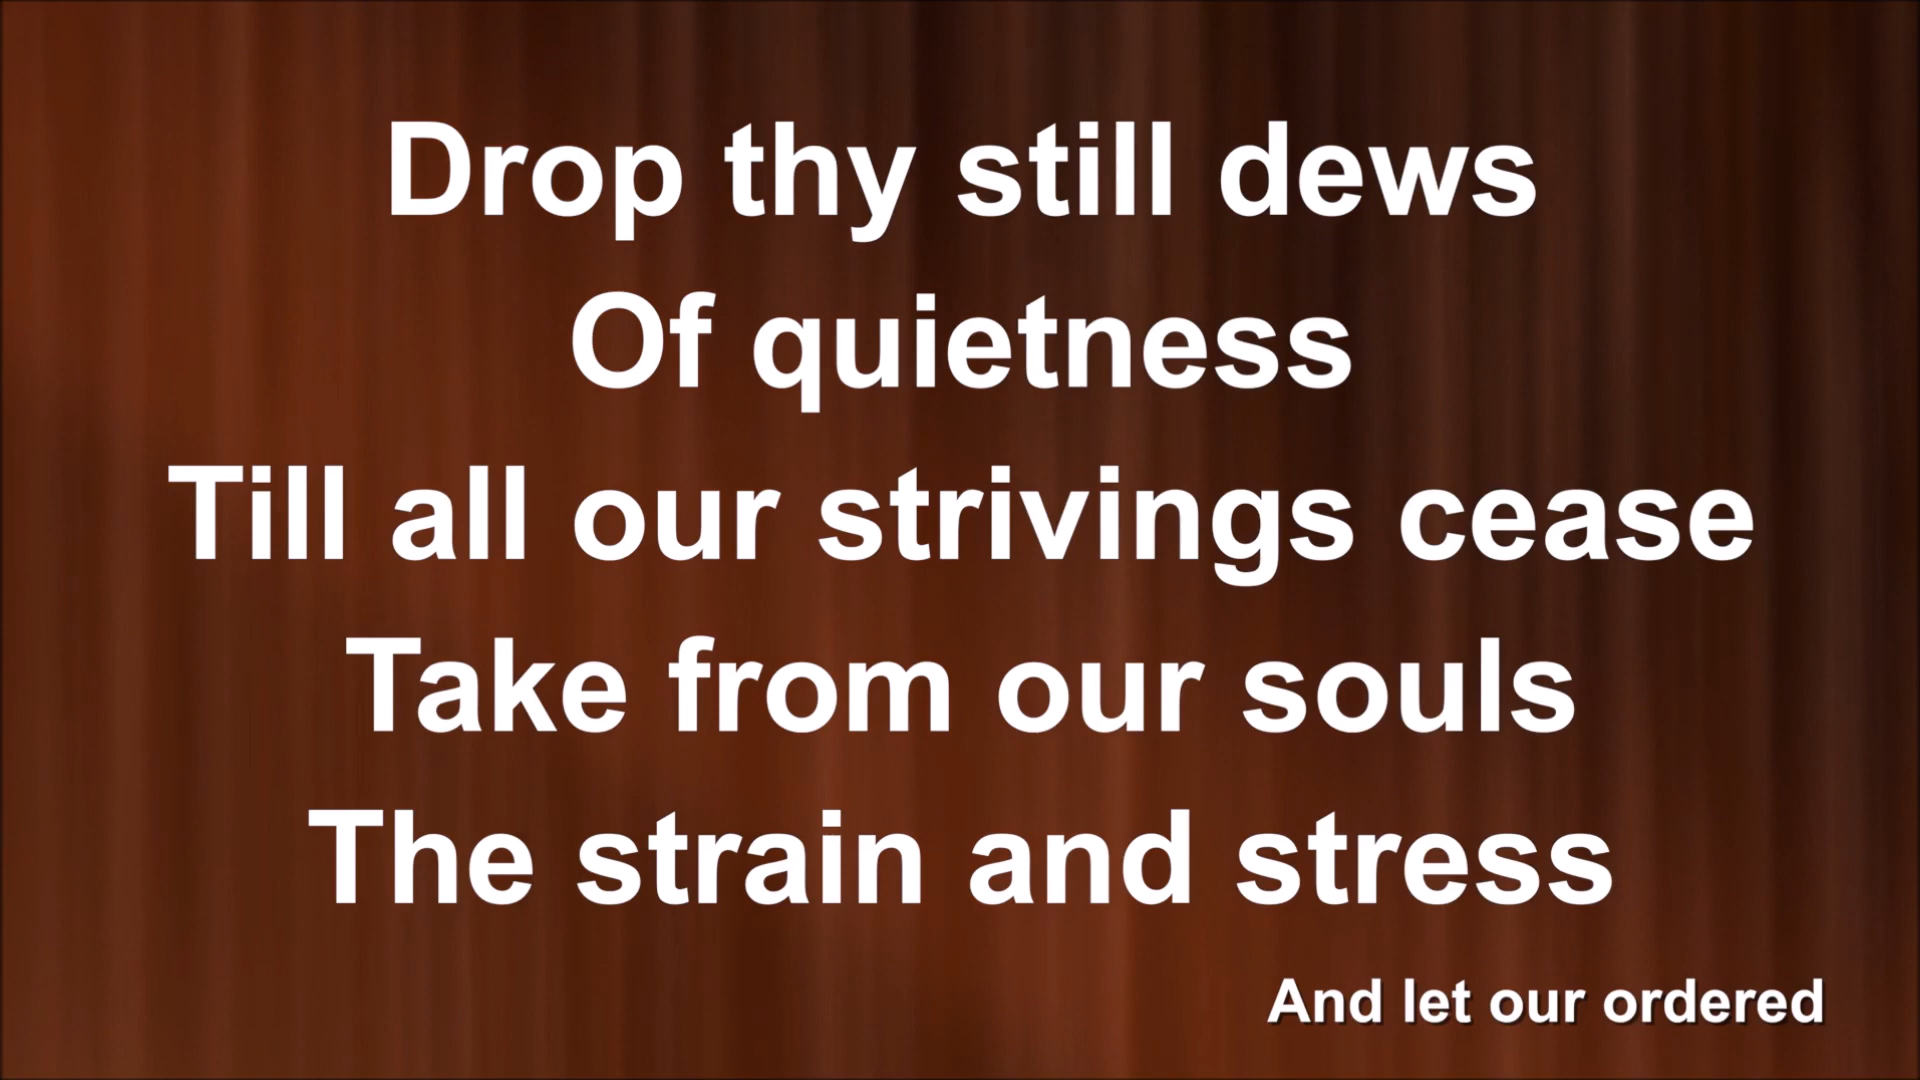 Drop thy still dews
Of quietness
Till all our strivings cease
Take from our souls
The strain and stress
And let our ordered